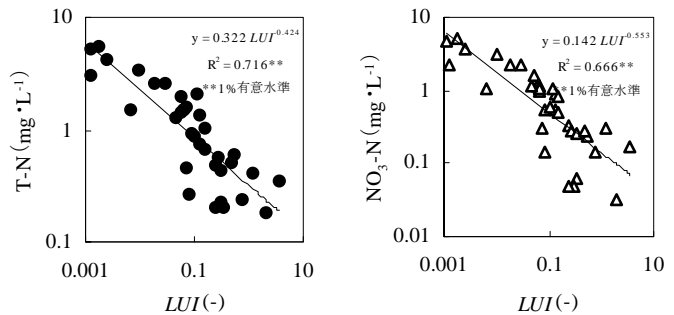 10
1
0.1
0.001
0.1
10
T-N (mg・L⁻¹)
LUI (-)
y = 0.322 LUI⁻⁰·⁴²⁴
R² = 0.716**
**1%有意水準
10
1
0.1
0.01
0.001
0.1
10
NO₃-N (mg・L⁻¹)
LUI (-)
y = 0.142 LUI⁻⁰·⁵⁵³
R² = 0.666**
**1%有意水準